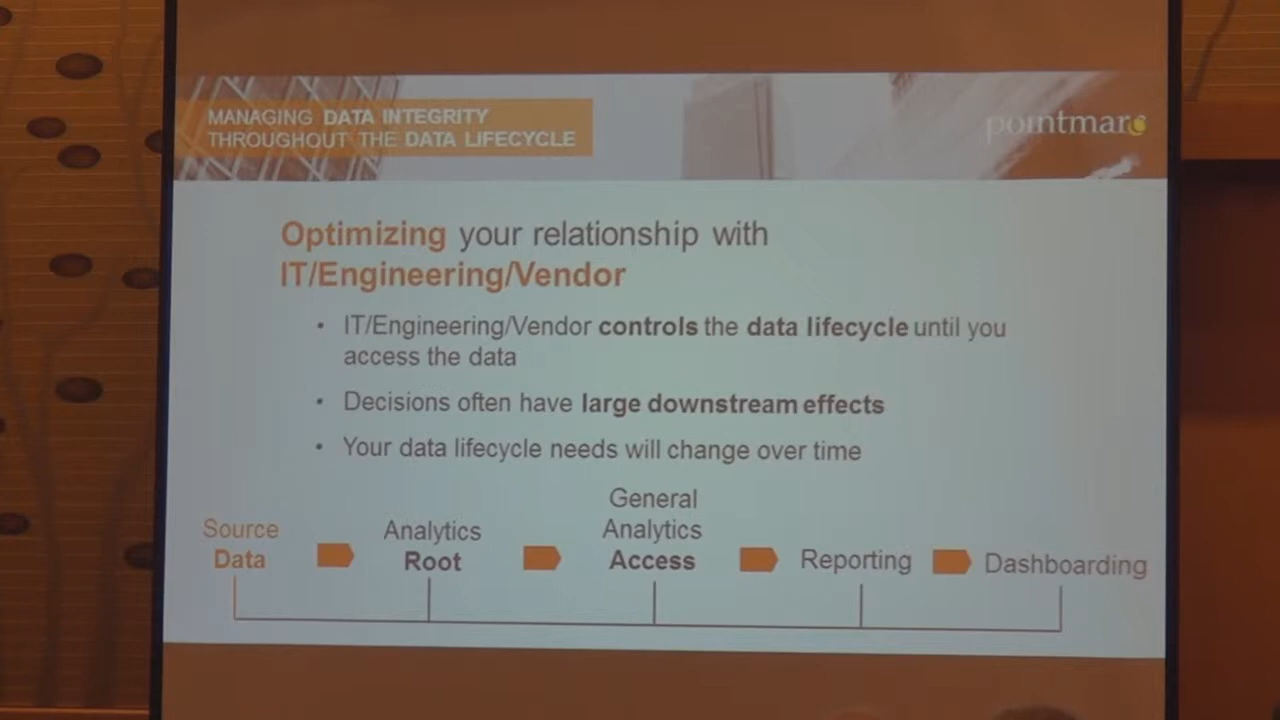 MANAGING DATA INTEGRITY
THROUGHOUT THE DATA LIFECYCLE
pointmarc
Optimizing your relationship with
IT/Engineering/Vendor
• IT/Engineering/Vendor controls the data lifecycle until you
access the data
• Decisions often have large downstream effects
• Your data lifecycle needs will change over time
Source
Data
Analytics
Root
General
Analytics
Access
Reporting
Dashboarding